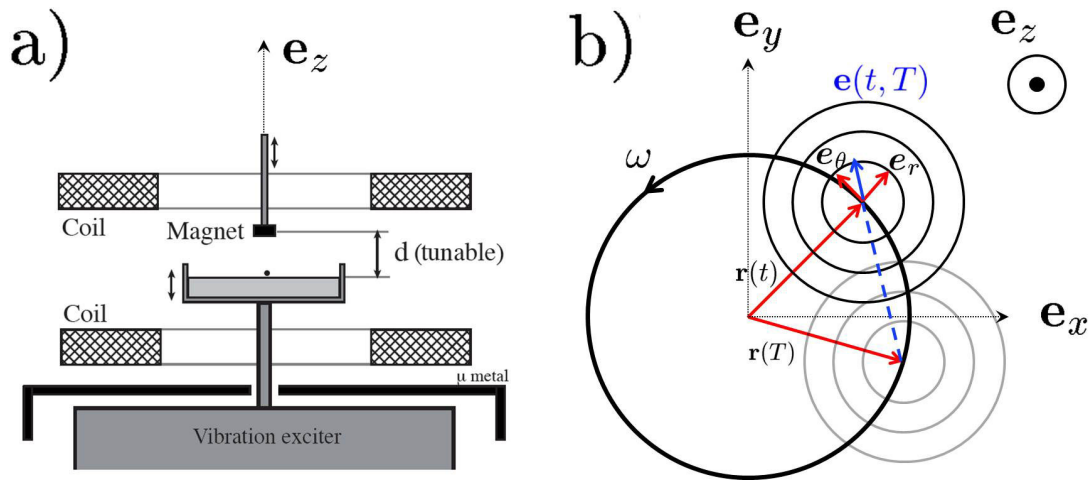 a)
e_z
Coil
Magnet
d (tunable)
Coil
μ metal
Vibration exciter
b)
e_y
e_z
e(t, T)
ω
e_θ
e_r
r(t)
e_x
r(T)